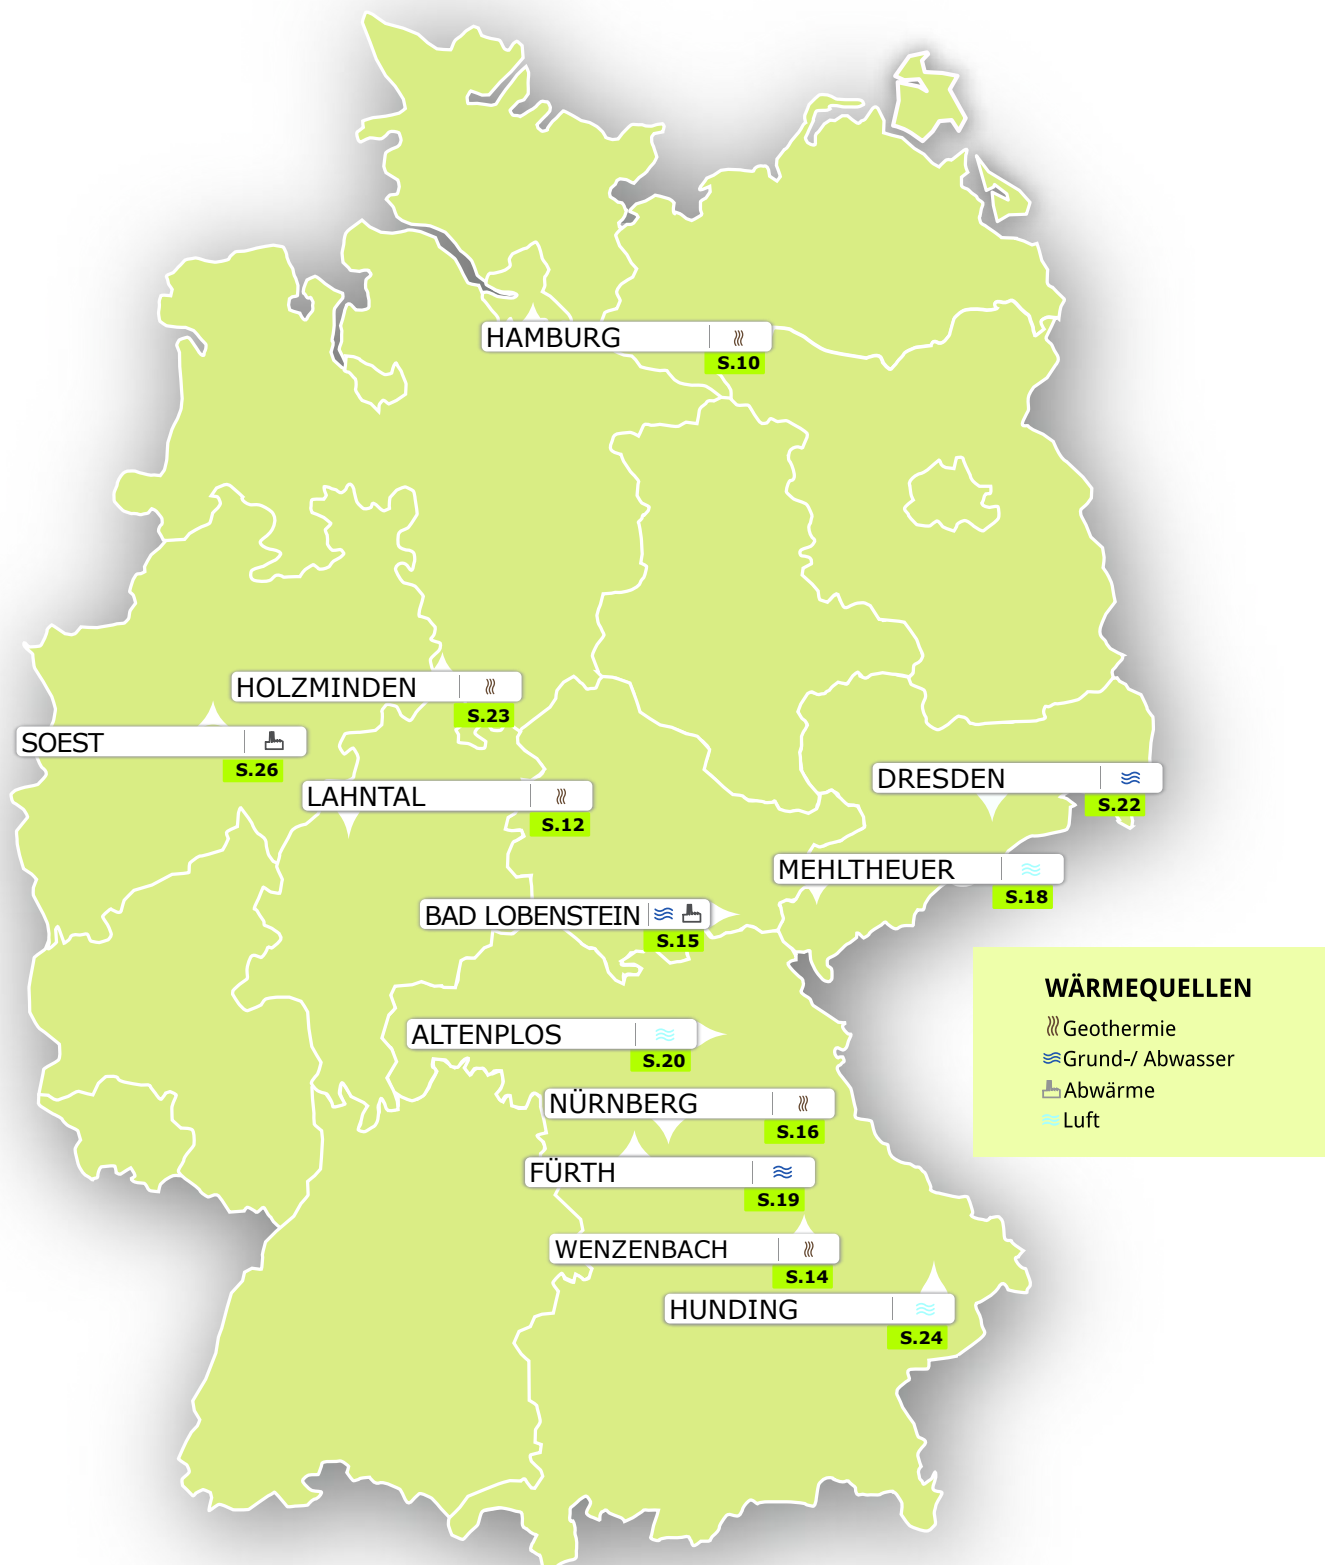 HAMBURG
S.10
HOLZMINDEN
S.23
SOEST
S.26
LAHNTAL
S.12
DRESDEN
S.22
MEHLTHEUER
S.18
BAD LOBENSTEIN
S.15
ALTENPLOS
S.20
NÜRNBERG
S.16
FÜRTH
S.19
WENZENBACH
S.14
HUNDING
S.24
WÄRMEQUELLEN
Geothermie
Grund-/ Abwasser
Abwärme
Luft